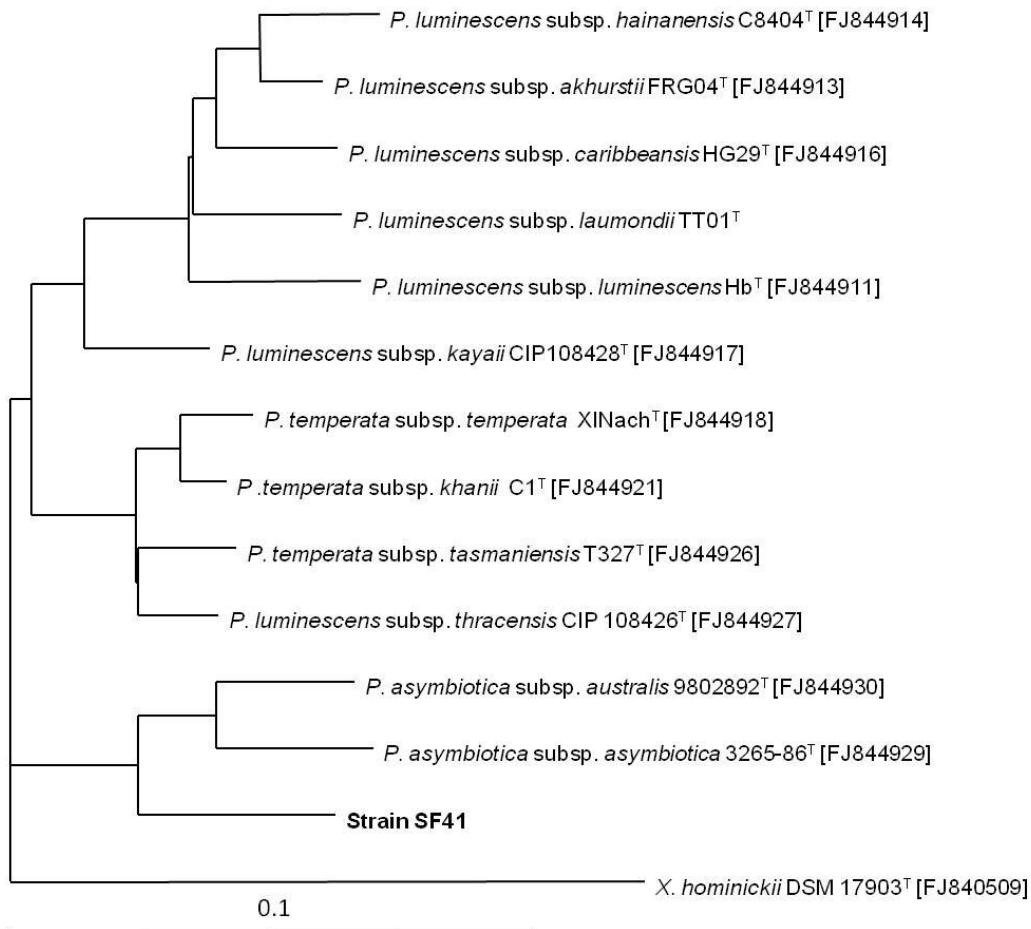 P. luminescens subsp. hainanensis C8404ᵀ [FJ844914]
P. luminescens subsp. akhurstii FRG04ᵀ [FJ844913]
P. luminescens subsp. caribbeansis HG29ᵀ [FJ844916]
P. luminescens subsp. laumondii TT01ᵀ
P. luminescens subsp. luminescens Hbᵀ [FJ844911]
P. luminescens subsp. kayaii CIP108428ᵀ [FJ844917]
P. temperata subsp. temperata XINachᵀ [FJ844918]
P .temperata subsp. khanii C1ᵀ [FJ844921]
P. temperata subsp. tasmaniensis T327ᵀ [FJ844926]
P. luminescens subsp. thracensis CIP 108426ᵀ [FJ844927]
P. asymbiotica subsp. australis 9802892ᵀ [FJ844930]
P. asymbiotica subsp. asymbiotica 3265-86ᵀ [FJ844929]
Strain SF41
X. hominickii DSM 17903ᵀ [FJ840509]
0.1